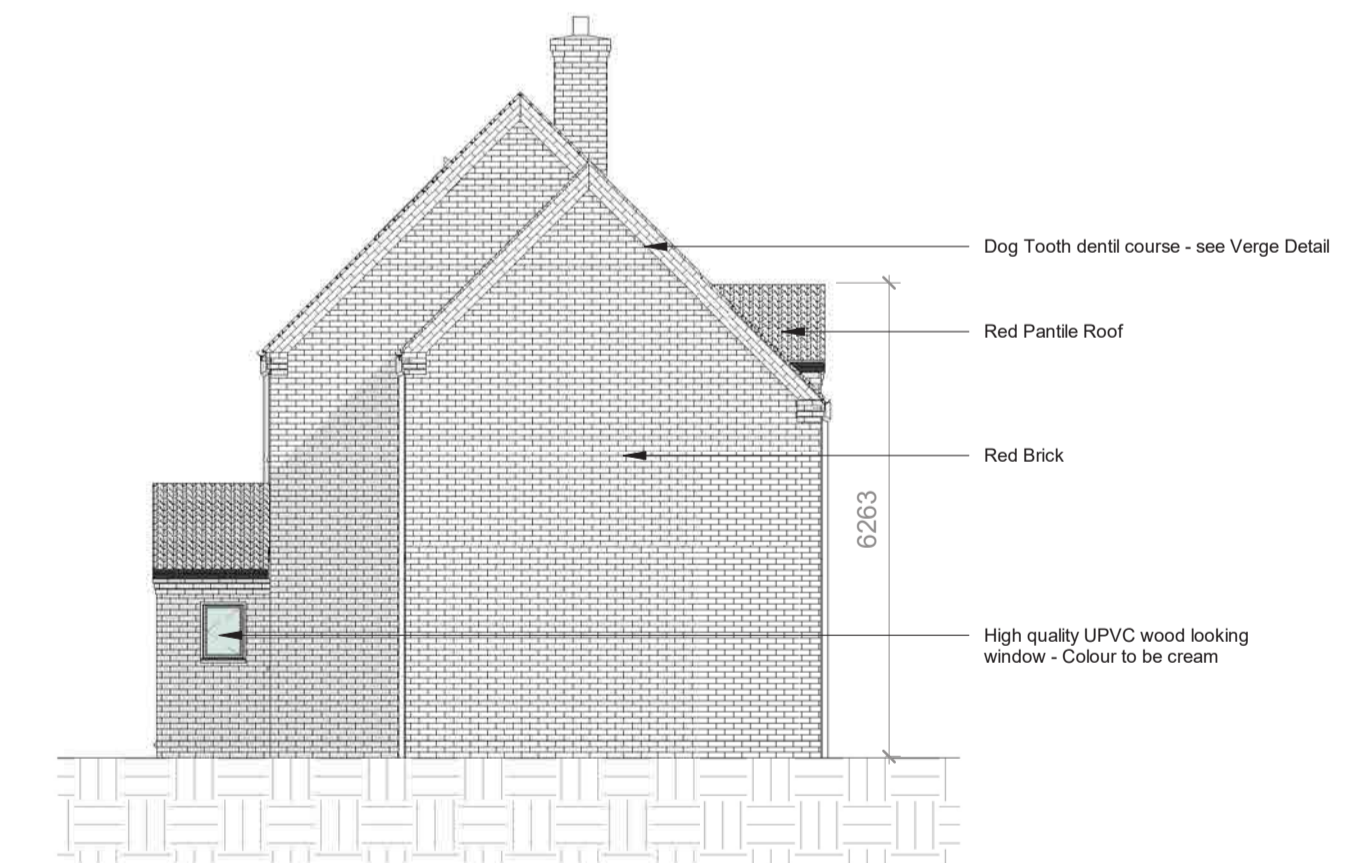 Dog Tooth dentil course - see Verge Detail
Red Pantile Roof
Red Brick
6263
High quality UPVC wood looking
window - Colour to be cream